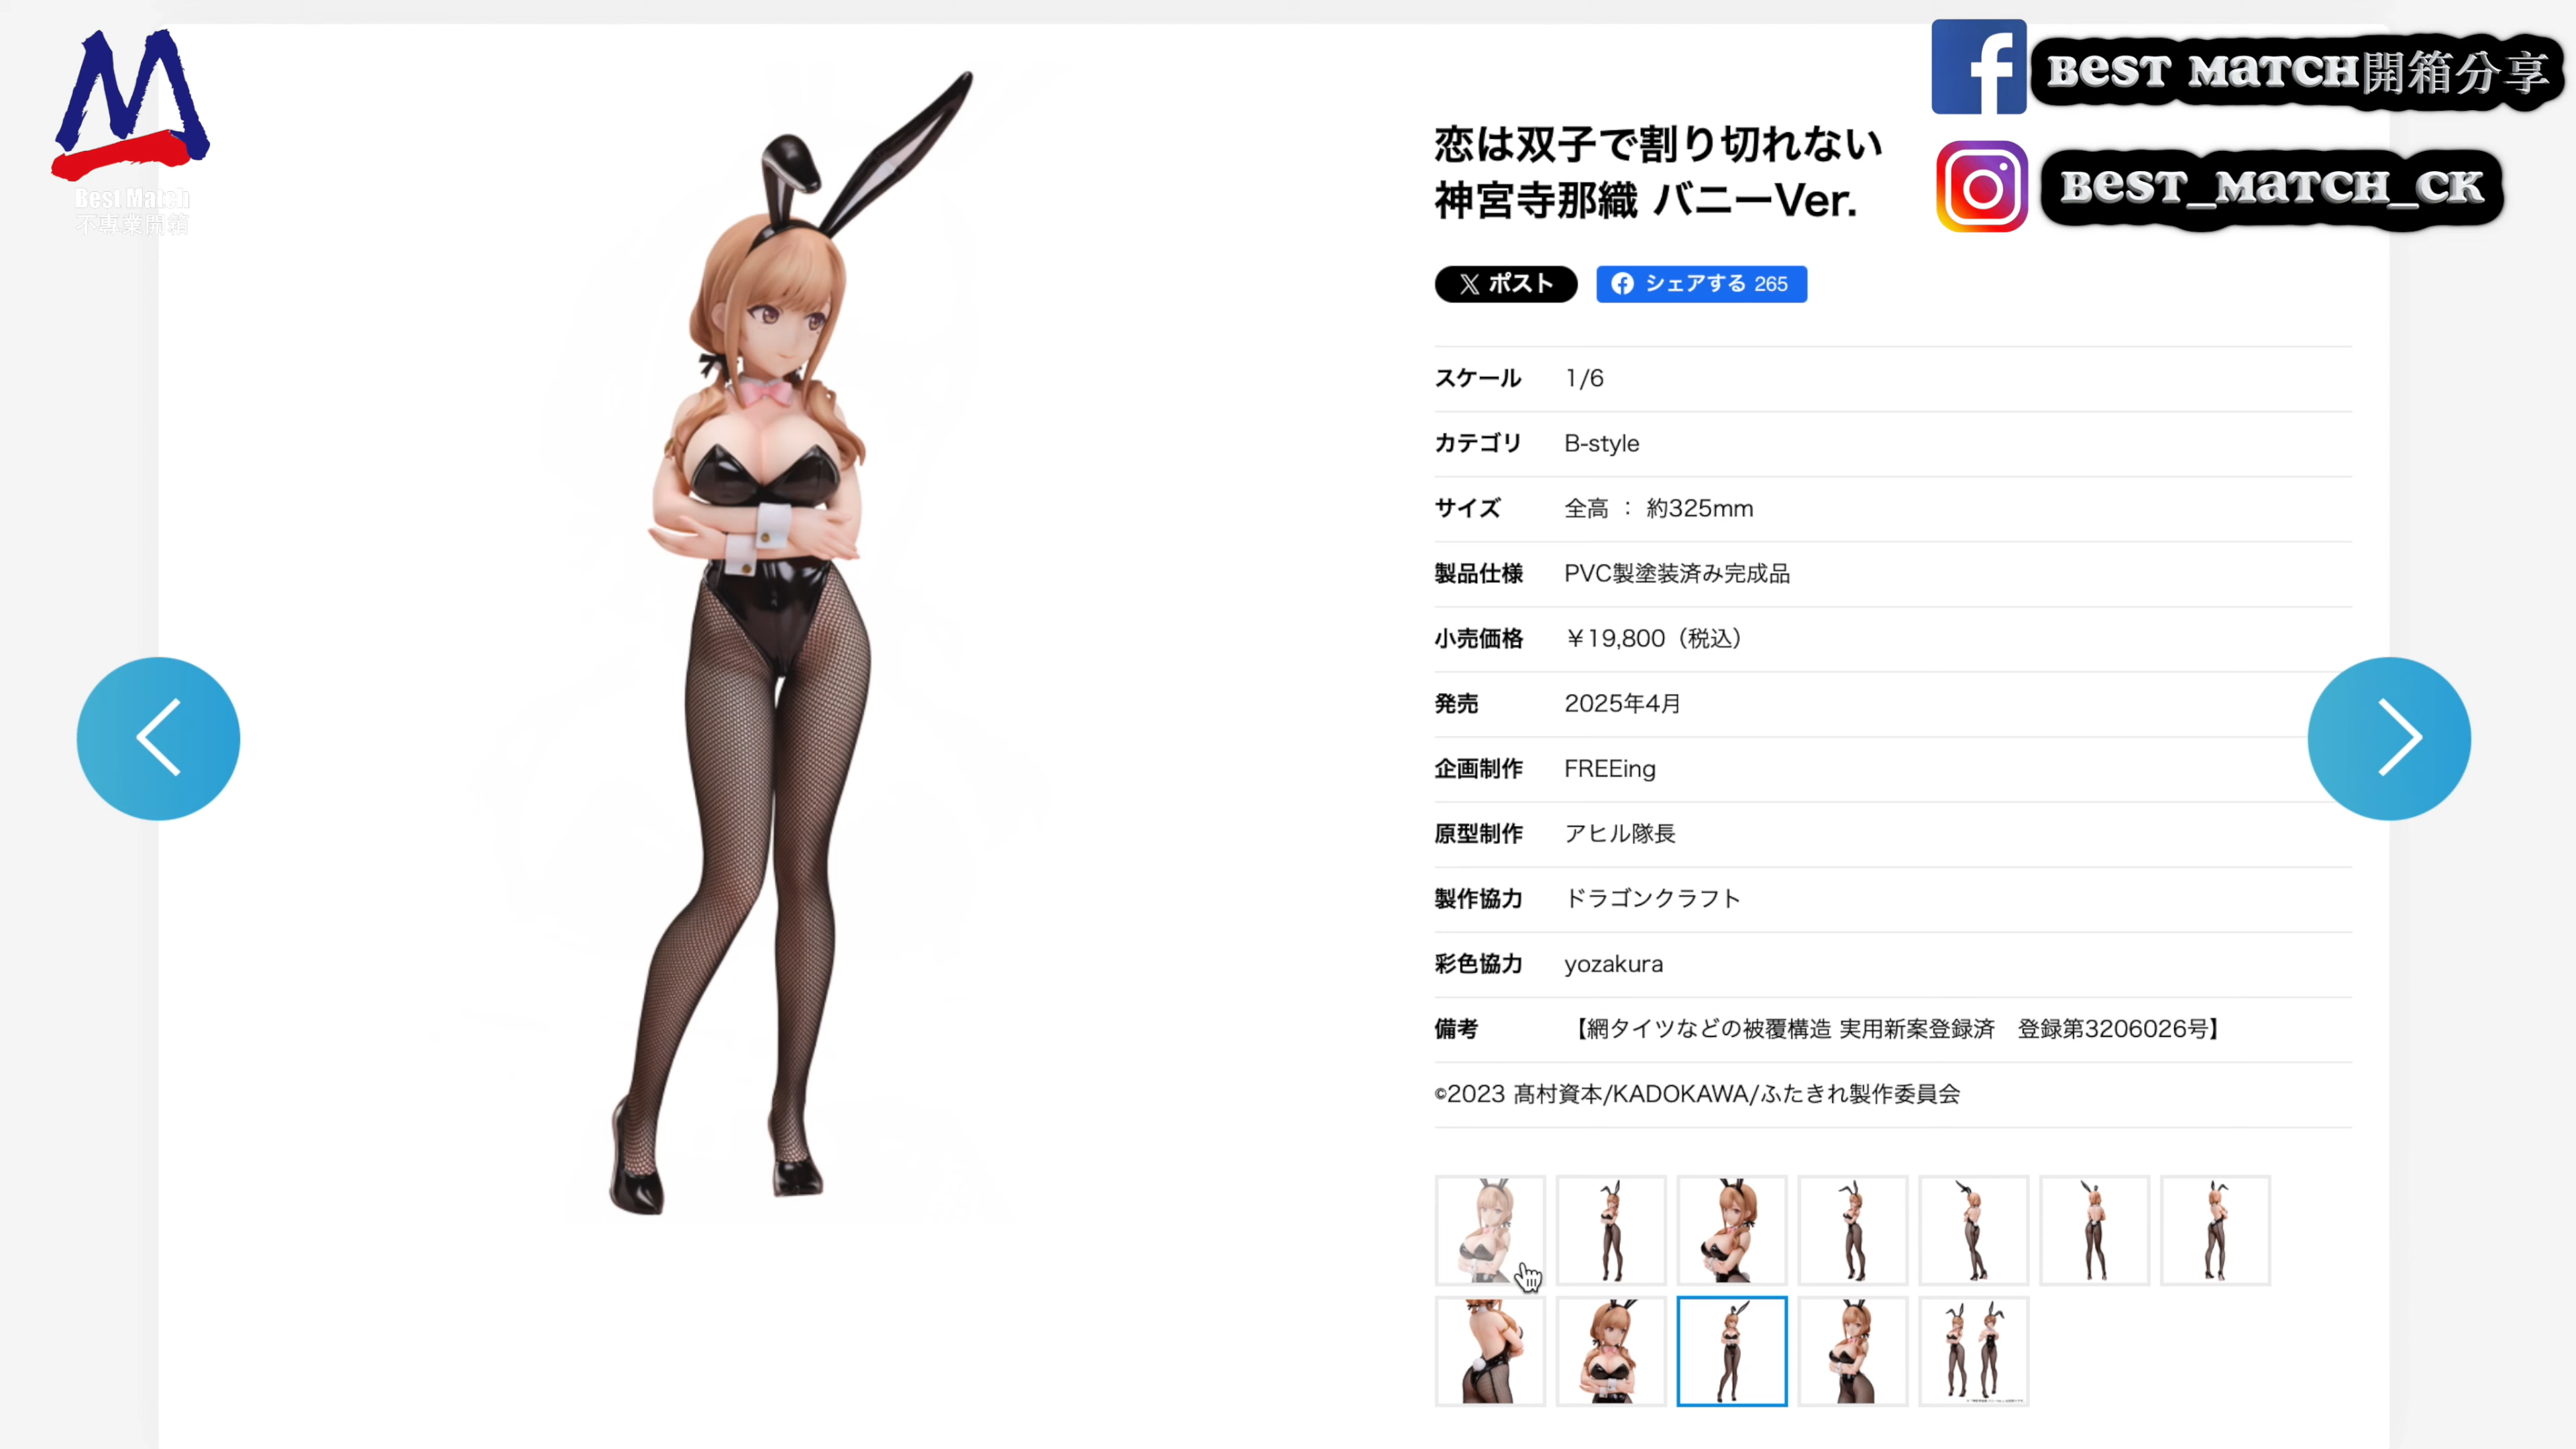 Best Match
不專業開箱
BEST MATCH開箱分享
BEST_MATCH_CK
恋は双子で割り切れない
神宮寺那織 バニーVer.
ポスト
シェアする 265
スケール 1/6
カテゴリ B-style
サイズ 全高 : 約325mm
製品仕様 PVC製塗装済み完成品
小売価格 ￥19,800（税込）
発売 2025年4月
企画制作 FREEing
原型制作 アヒル隊長
製作協力 ドラゴンクラフト
彩色協力 yozakura
備考 【網タイツなどの被覆構造 実用新案登録済　登録第3206026号】
©2023 髙村資本/KADOKAWA/ふたきれ製作委員会